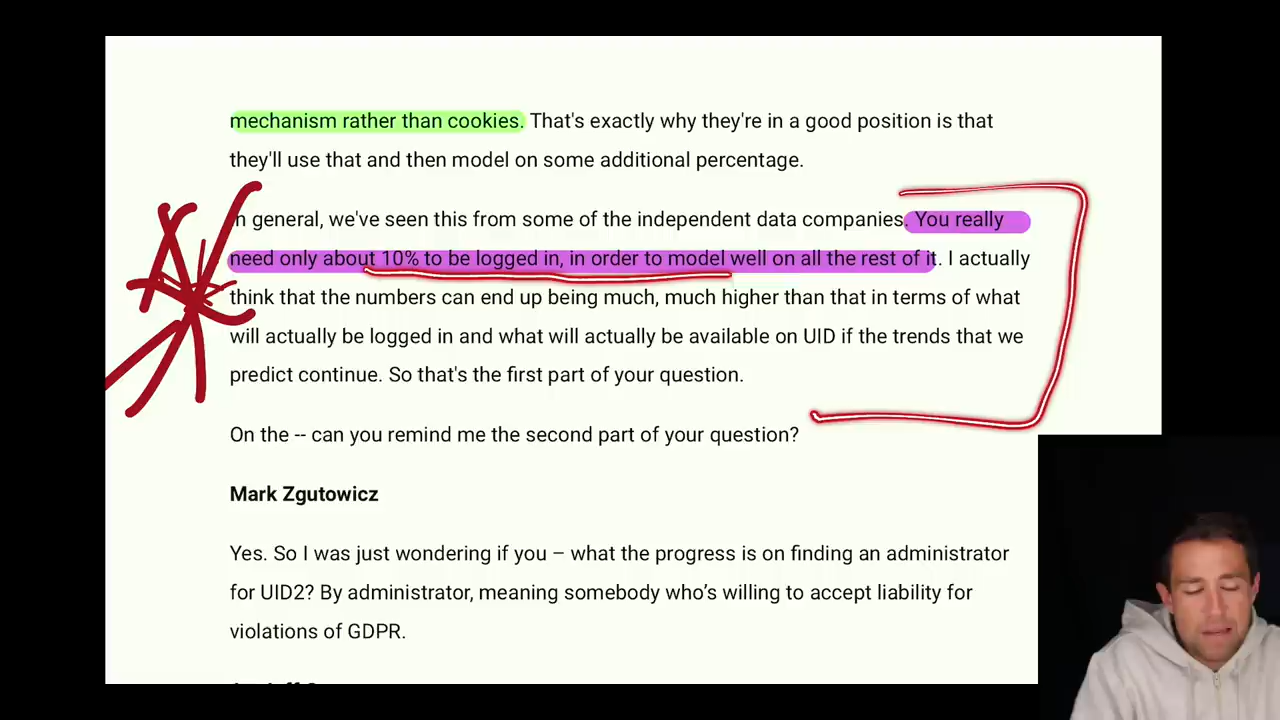 mechanism rather than cookies. That's exactly why they're in a good position is that
they'll use that and then model on some additional percentage.
In general, we've seen this from some of the independent data companies. You really
need only about 10% to be logged in, in order to model well on all the rest of it. I actually
think that the numbers can end up being much, much higher than that in terms of what
will actually be logged in and what will actually be available on UID if the trends that we
predict continue. So that's the first part of your question.
On the -- can you remind me the second part of your question?
Mark Zgutowicz
Yes. So I was just wondering if you – what the progress is on finding an administrator
for UID2? By administrator, meaning somebody who’s willing to accept liability for
violations of GDPR.